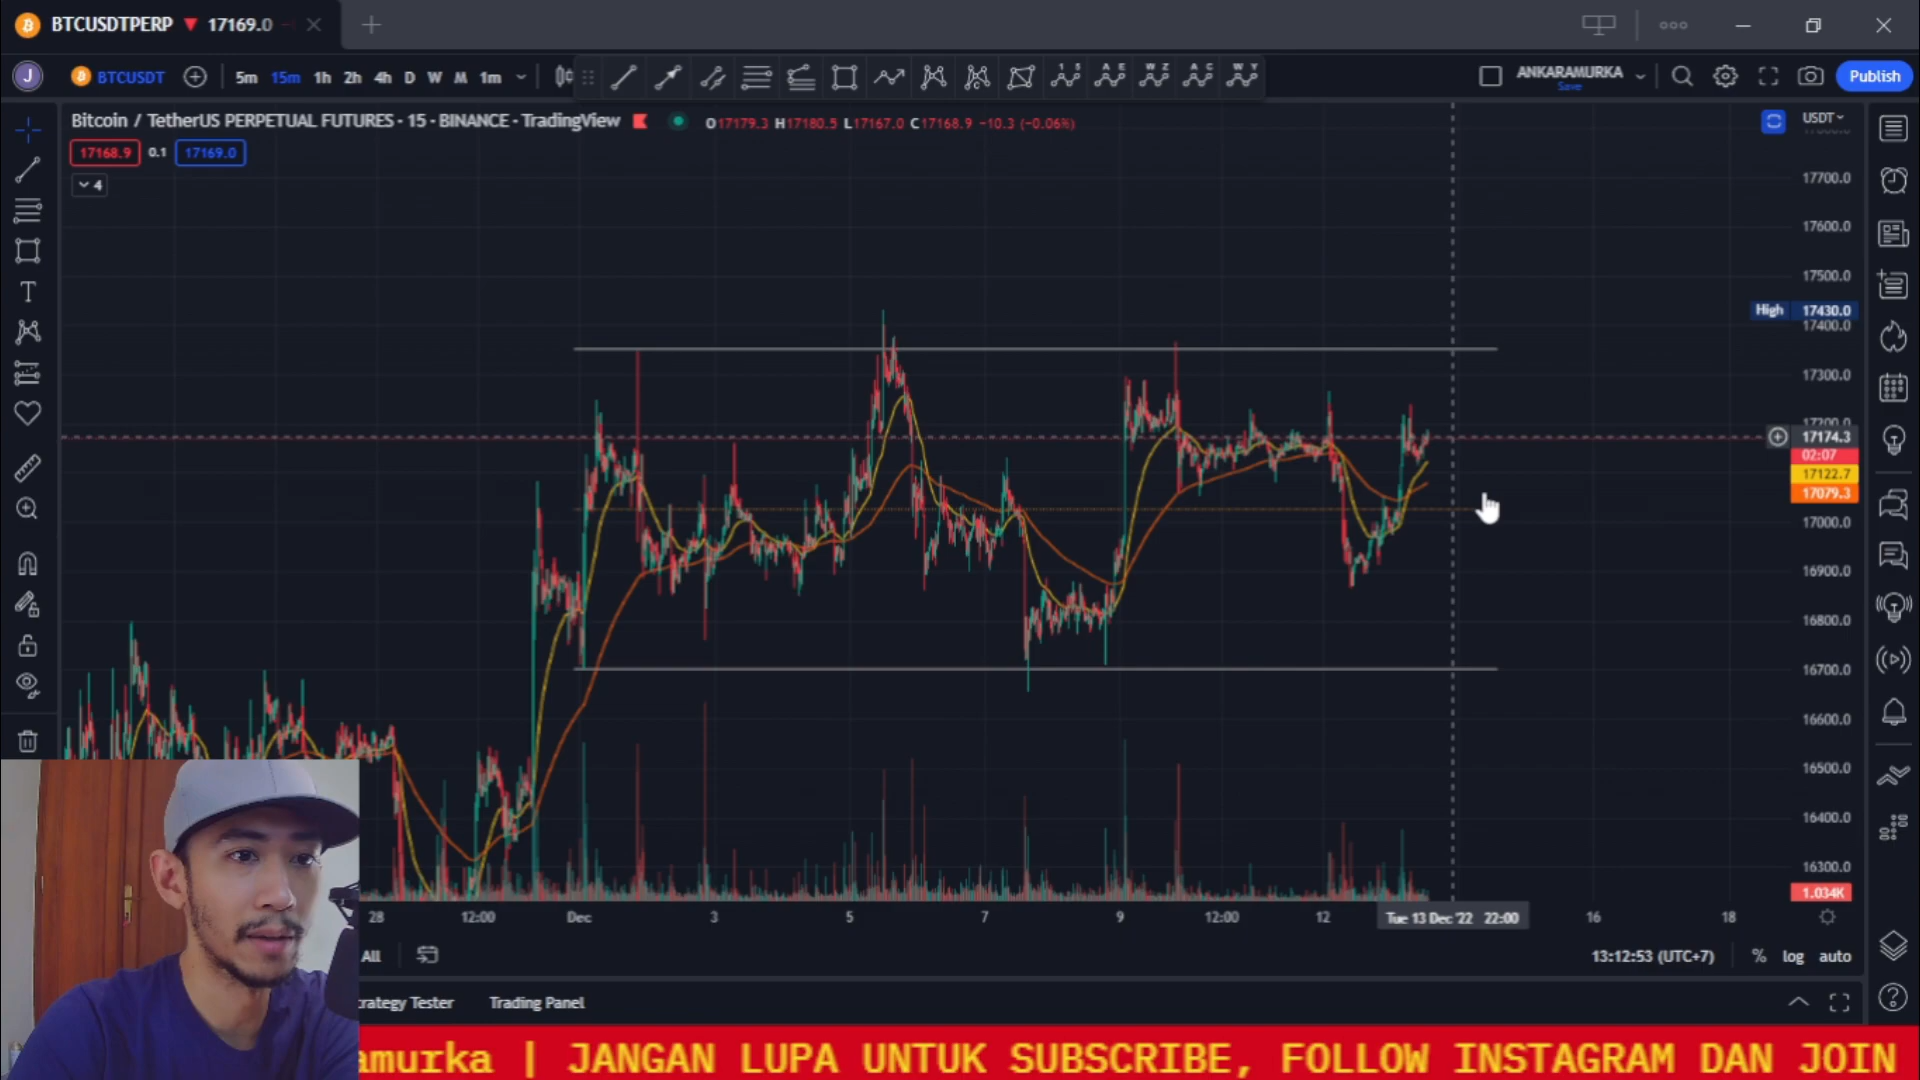 BTCUSDTPERP ▼ 17169.0
J BTCUSDT 5m 15m 1h 2h 4h D W M 1m ANKARAMURKA Save Publish
Bitcoin / TetherUS PERPETUAL FUTURES · 15 · BINANCE · TradingView O17179.3 H17180.5 L17167.0 C17168.9 −10.3 (−0.06%) USDT
17168.9 0.1 17169.0
4
17700.0
17600.0
17500.0
High 17430.0
17400.0
17300.0
17200.0
17174.3
02:07
17122.7
17079.3
17000.0
16900.0
16800.0
16700.0
16600.0
16500.0
16400.0
16300.0
1.034K
28 12:00 Dec 3 5 7 9 12:00 12 Tue 13 Dec '22 22:00 16 18
All 13:12:53 (UTC+7) % log auto
trategy Tester Trading Panel
amurka | JANGAN LUPA UNTUK SUBSCRIBE, FOLLOW INSTAGRAM DAN JOIN